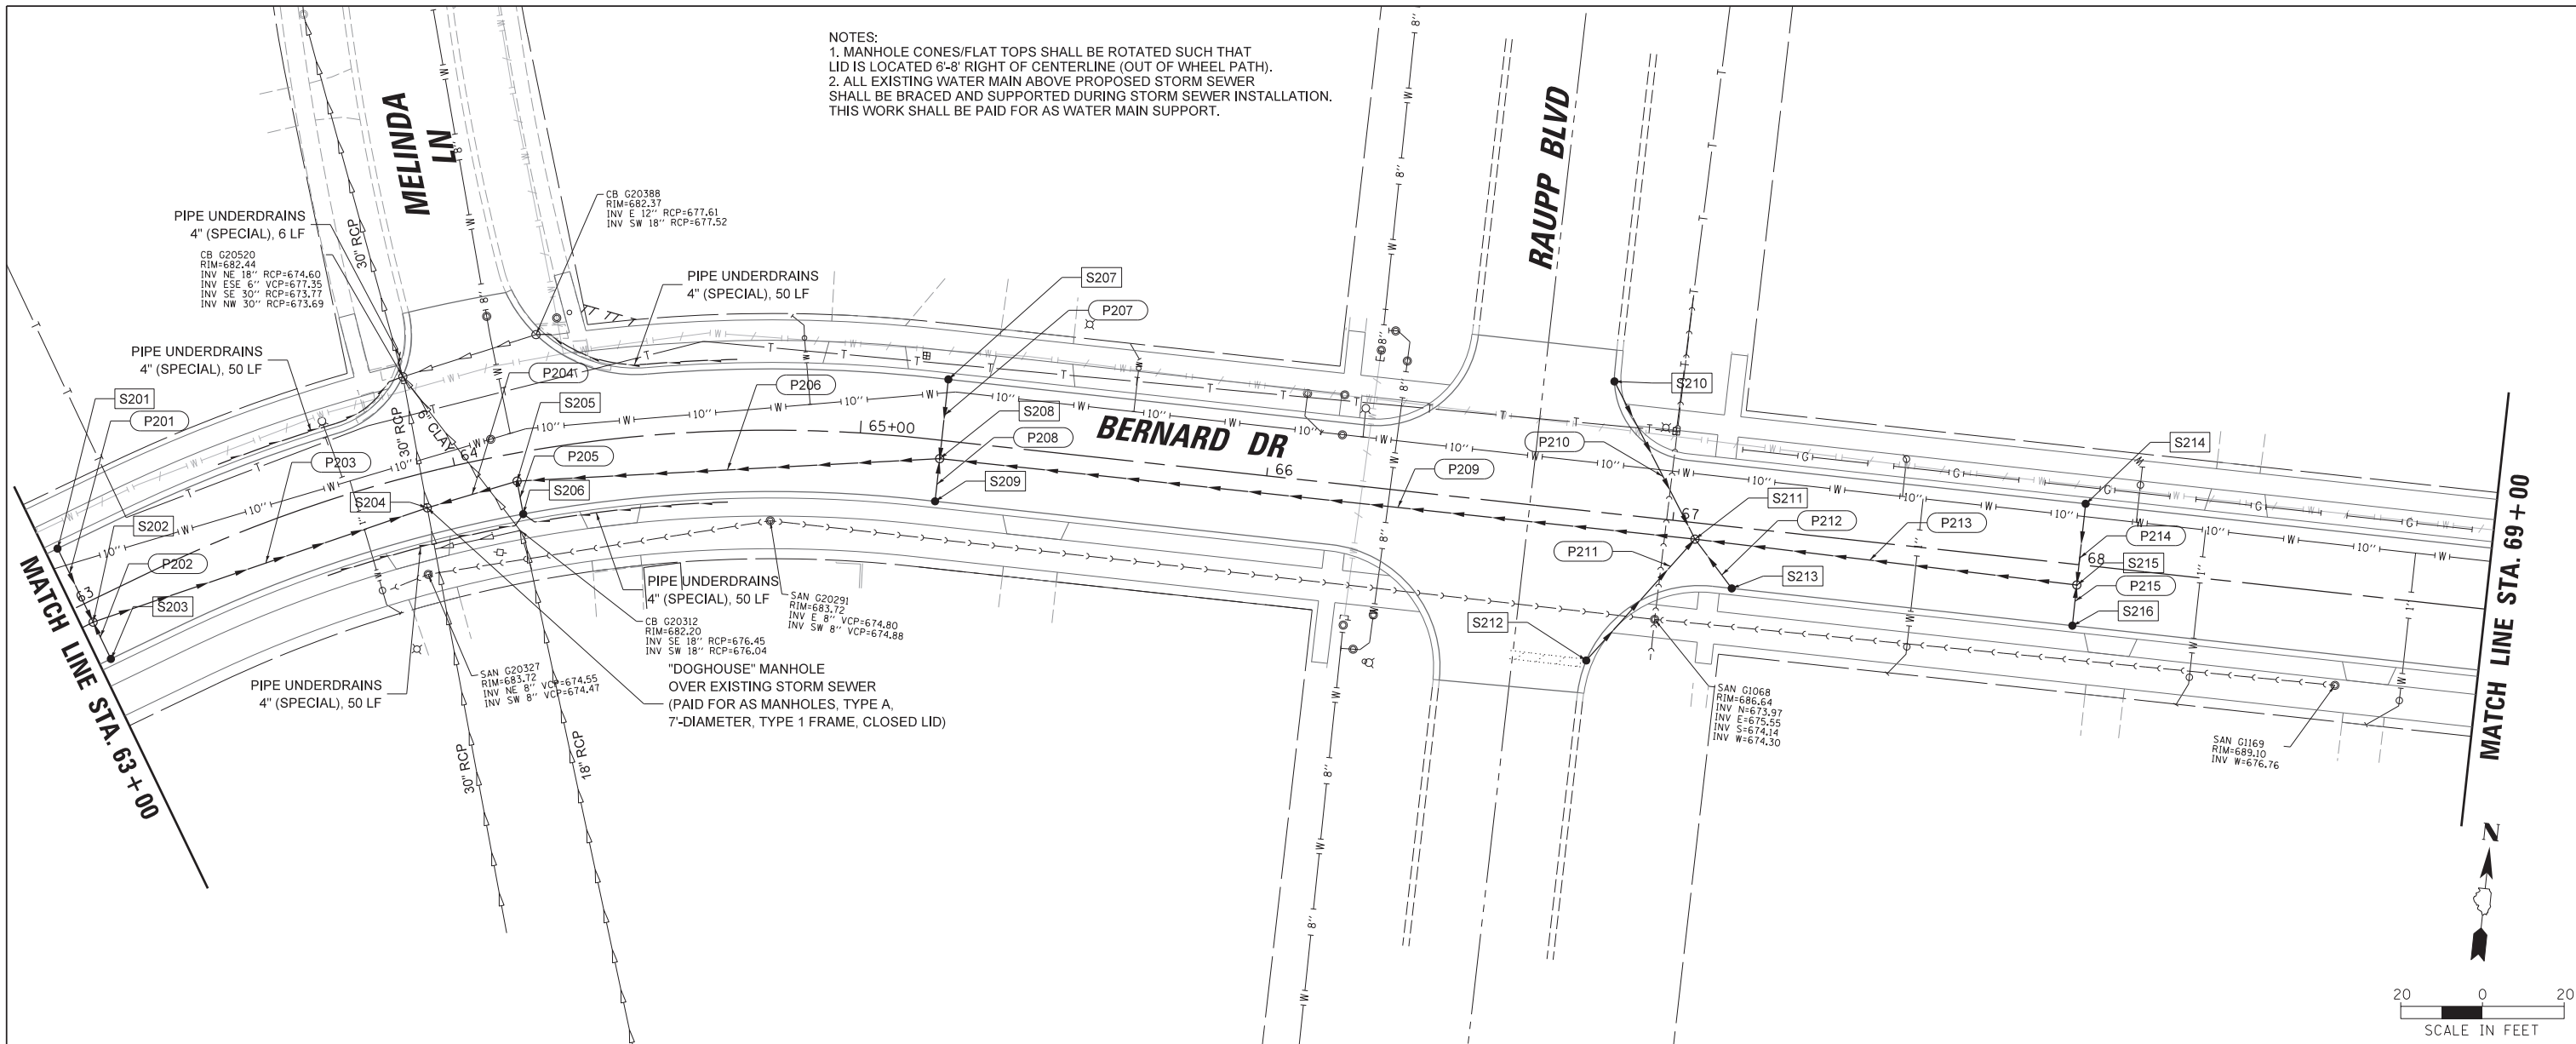 NOTES:
1. MANHOLE CONES/FLAT TOPS SHALL BE ROTATED SUCH THAT
LID IS LOCATED 6'-8' RIGHT OF CENTERLINE (OUT OF WHEEL PATH).
2. ALL EXISTING WATER MAIN ABOVE PROPOSED STORM SEWER
SHALL BE BRACED AND SUPPORTED DURING STORM SEWER INSTALLATION.
THIS WORK SHALL BE PAID FOR AS WATER MAIN SUPPORT.
MELINDA
LN
RAUPP BLVD
BERNARD DR
CB G20388
RIM=682.37
INV E 12" RCP=677.61
INV SW 18" RCP=677.52
PIPE UNDERDRAINS
4" (SPECIAL), 6 LF
CB G20520
RIM=682.44
INV NE 18" RCP=674.60
INV ESE 6" VCP=677.35
INV SE 30" RCP=673.77
INV NW 30" RCP=673.69
PIPE UNDERDRAINS
4" (SPECIAL), 50 LF
PIPE UNDERDRAINS
4" (SPECIAL), 50 LF
S201
P201
S202
P202
S203
P203
S204
P204
S205
P205
S206
P206
S207
P207
S208
P208
S209
P209
S210
P210
S211
P211
S212
P212
S213
P213
S214
P214
S215
P215
S216
63
64
65+00
66
67
68
30" RCP
30" RCP
6" CLAY
30" RCP
18" RCP
PIPE UNDERDRAINS
4" (SPECIAL), 50 LF
PIPE UNDERDRAINS
4" (SPECIAL), 50 LF
CB G20312
RIM=682.20
INV SE 18" RCP=676.45
INV SW 18" RCP=676.04
SAN G20291
RIM=683.72
INV E 8" VCP=674.80
INV SW 8" VCP=674.88
SAN G20327
RIM=683.72
INV NE 8" VCP=674.55
INV SW 8" VCP=674.47
"DOGHOUSE" MANHOLE
OVER EXISTING STORM SEWER
(PAID FOR AS MANHOLES, TYPE A,
7'-DIAMETER, TYPE 1 FRAME, CLOSED LID)
SAN G1068
RIM=686.64
INV N=673.97
INV E=675.55
INV S=674.14
INV W=674.30
SAN G1169
RIM=689.10
INV W=676.76
MATCH LINE STA. 63+00
MATCH LINE STA. 69+00
N
20 0 20
SCALE IN FEET